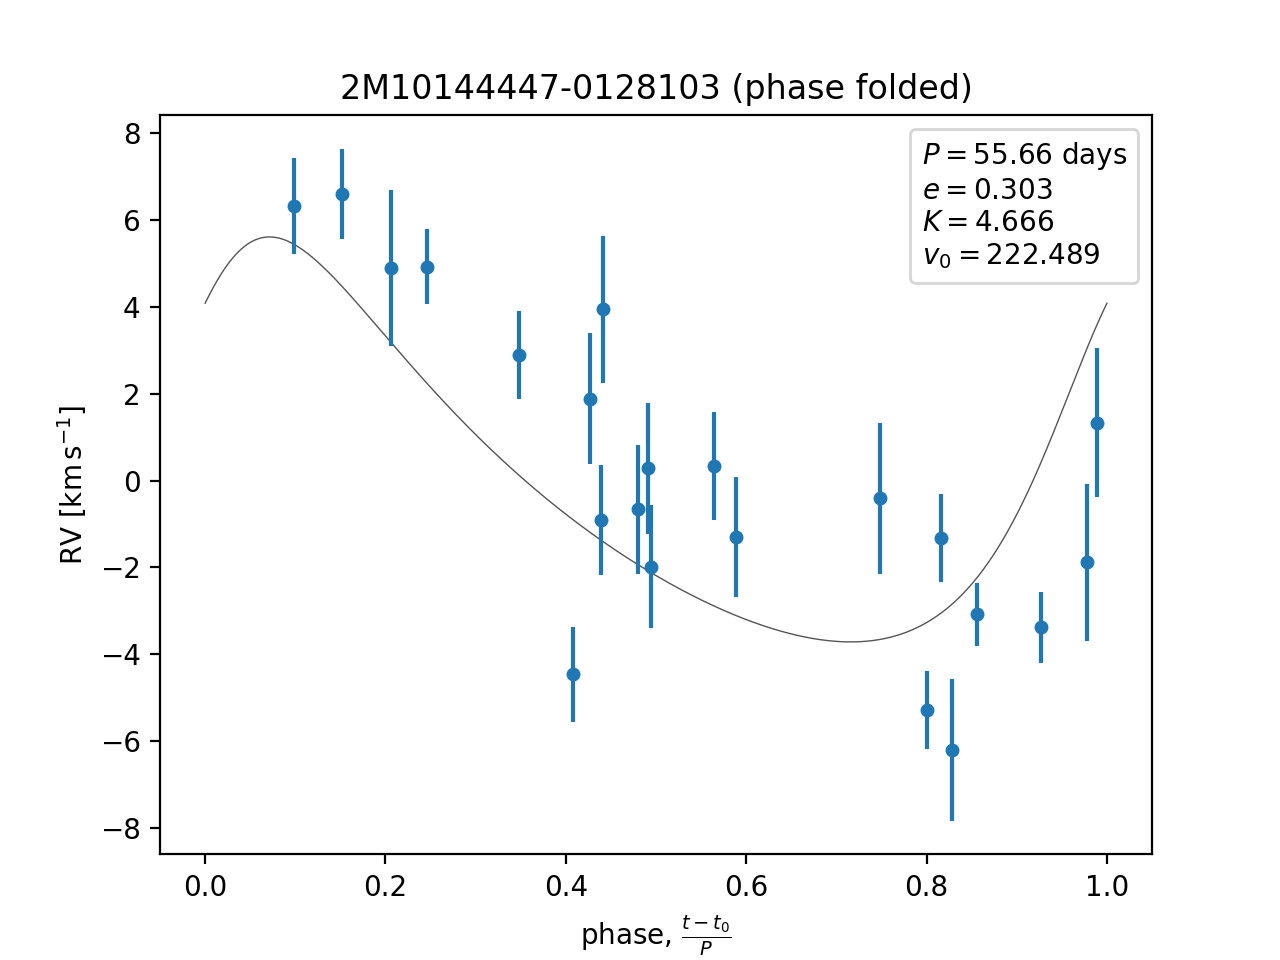 2M10144447-0128103 (phase folded)
P = 55.66 days
e = 0.303
K = 4.666
v₀ = 222.489
RV [km s⁻¹]
8
6
4
2
0
−2
−4
−6
−8
0.0 0.2 0.4 0.6 0.8 1.0
phase, (t − t₀)/P